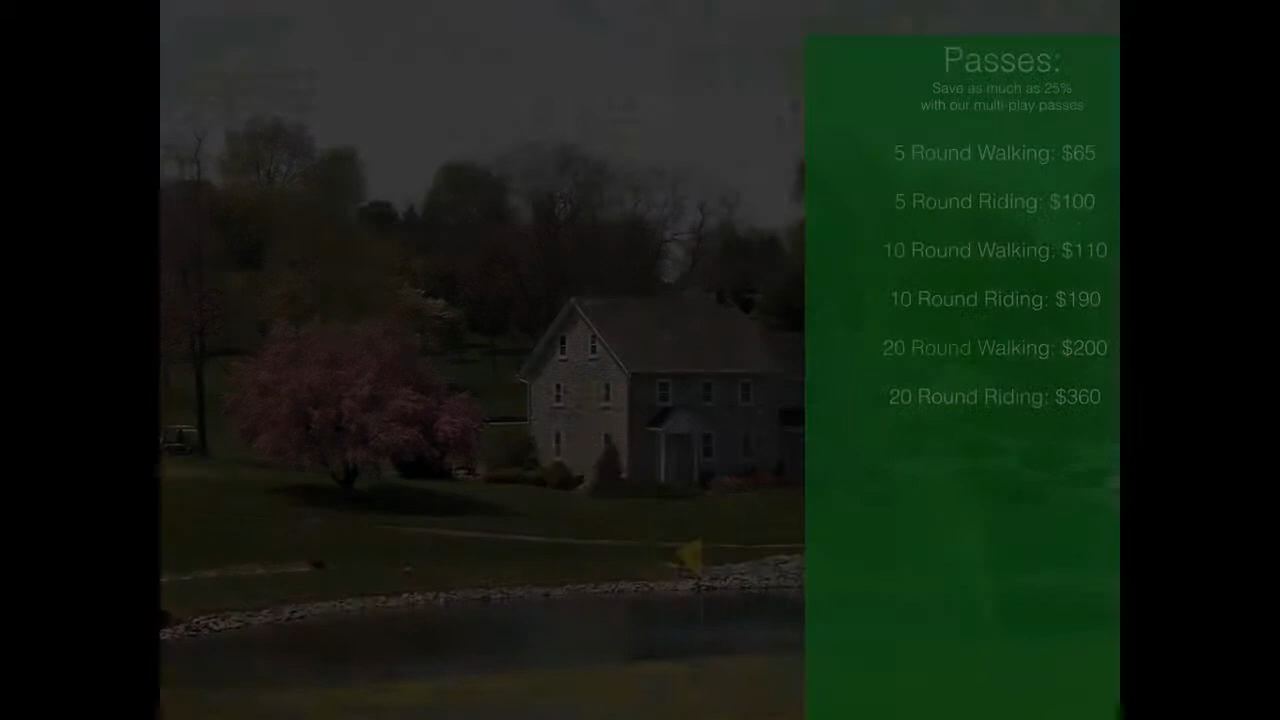 Passes:
Save as much as 25%
with our multi-play passes
5 Round Walking: $65
5 Round Riding: $100
10 Round Walking: $110
10 Round Riding: $190
20 Round Walking: $200
20 Round Riding: $360